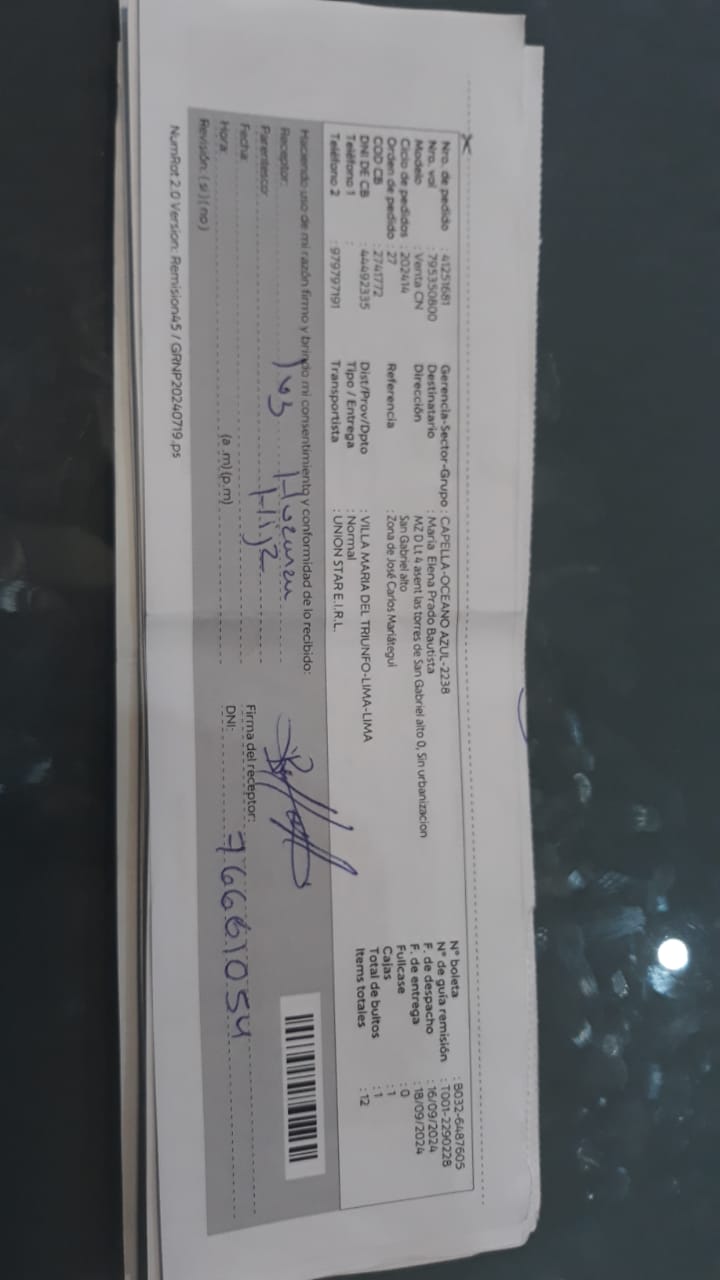 Nro. de pedido : 41251681 Gerencia-Sector-Grupo : CAPELLA-OCEANO AZUL-2238 N° boleta : B032-6487605
Nro. val : 795350800 Destinatario : Maria Elena Prado Bautista N° de guía remisión : T001-2290228
Modelo : Venta CN Dirección : MZ D Lt 4 asent las torres de San Gabriel alto 0, Sin urbanizacion F. de despacho : 16/09/2024
Ciclo de pedidos : 202414 San Gabriel alto F. de entrega : 18/09/2024
Orden de pedido : 27 Referencia : Zona de José Carlos Mariátegui Fullcase : 0
COD CB : 2741772 Cajas : 1
DNI DE CB : 44492335 Dist/Prov/Dpto : VILLA MARIA DEL TRIUNFO-LIMA-LIMA Total de bultos : 1
Teléfono 1 : Tipo / Entrega : Normal Items totales : 12
Teléfono 2 : 979797191 Transportista : UNION STAR E.I.R.L.
Haciendo uso de mi razón firmo y brindo mi consentimiento y conformidad de lo recibido:
Receptor:
Parentesco: Hija
Fecha: Firma del receptor:
Hora: (a .m) (p.m) DNI: 76661054
Revisión: ( si ) ( no )
NumRot 2.0 Version: Remision45 / GRNP20240719.ps